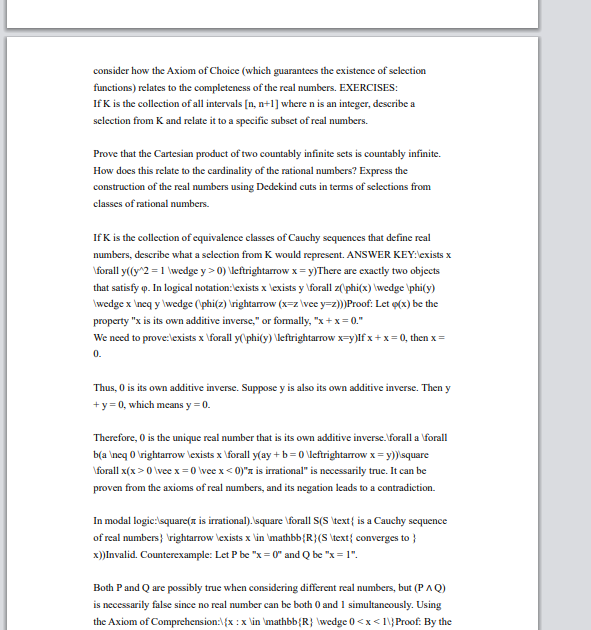 consider how the Axiom of Choice (which guarantees the existence of selection
functions) relates to the completeness of the real numbers. EXERCISES:
If K is the collection of all intervals [n, n+1] where n is an integer, describe a
selection from K and relate it to a specific subset of real numbers.
Prove that the Cartesian product of two countably infinite sets is countably infinite.
How does this relate to the cardinality of the rational numbers? Express the
construction of the real numbers using Dedekind cuts in terms of selections from
classes of rational numbers.
If K is the collection of equivalence classes of Cauchy sequences that define real
numbers, describe what a selection from K would represent. ANSWER KEY:\exists x
\forall y((y^2 = 1 \wedge y > 0) \leftrightarrow x = y)There are exactly two objects
that satisfy φ. In logical notation:\exists x \exists y \forall z(\phi(x) \wedge \phi(y)
\wedge x \neq y \wedge (\phi(z) \rightarrow (x=z \vee y=z)))Proof: Let φ(x) be the
property "x is its own additive inverse," or formally, "x + x = 0."
We need to prove:\exists x \forall y(\phi(y) \leftrightarrow x=y)If x + x = 0, then x =
0.
Thus, 0 is its own additive inverse. Suppose y is also its own additive inverse. Then y
+ y = 0, which means y = 0.
Therefore, 0 is the unique real number that is its own additive inverse.\forall a \forall
b(a \neq 0 \rightarrow \exists x \forall y(ay + b = 0 \leftrightarrow x = y))\square
\forall x(x > 0 \vee x = 0 \vee x < 0)"π is irrational" is necessarily true. It can be
proven from the axioms of real numbers, and its negation leads to a contradiction.
In modal logic:\square(π is irrational).\square \forall S(S \text{ is a Cauchy sequence
of real numbers} \rightarrow \exists x \in \mathbb{R}(S \text{ converges to }
x))Invalid. Counterexample: Let P be "x = 0" and Q be "x = 1".
Both P and Q are possibly true when considering different real numbers, but (P ∧ Q)
is necessarily false since no real number can be both 0 and 1 simultaneously. Using
the Axiom of Comprehension:\{x : x \in \mathbb{R} \wedge 0 < x < 1\}Proof: By the